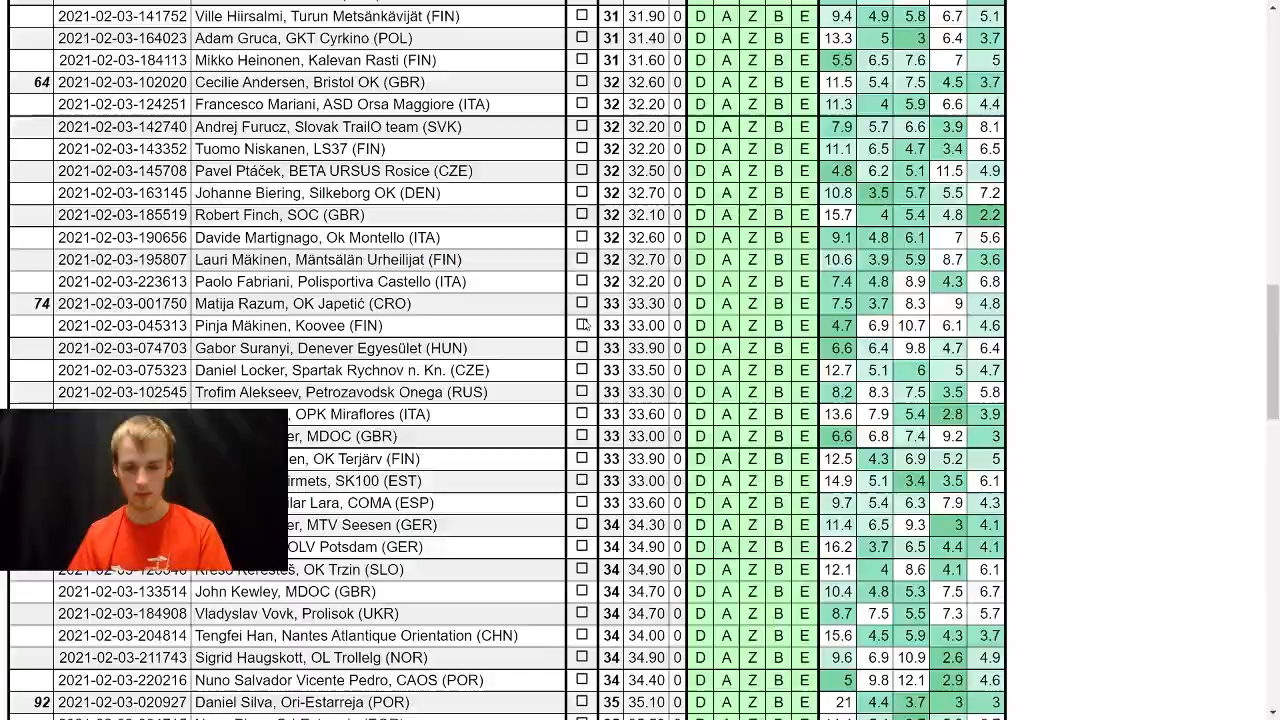 2021-02-03-141752 Ville Hiirsalmi, Turun Metsänkävijät (FIN) 31 31.90 0 D A Z B E 9.4 4.9 5.8 6.7 5.1
2021-02-03-164023 Adam Gruca, GKT Cyrkino (POL) 31 31.40 0 D A Z B E 13.3 5 3 6.4 3.7
2021-02-03-184113 Mikko Heinonen, Kalevan Rasti (FIN) 31 31.60 0 D A Z B E 5.5 6.5 7.6 7 5
64 2021-02-03-102020 Cecilie Andersen, Bristol OK (GBR) 32 32.60 0 D A Z B E 11.5 5.4 7.5 4.5 3.7
2021-02-03-124251 Francesco Mariani, ASD Orsa Maggiore (ITA) 32 32.20 0 D A Z B E 11.3 4 5.9 6.6 4.4
2021-02-03-142740 Andrej Furucz, Slovak TrailO team (SVK) 32 32.20 0 D A Z B E 7.9 5.7 6.6 3.9 8.1
2021-02-03-143352 Tuomo Niskanen, LS37 (FIN) 32 32.20 0 D A Z B E 11.1 6.5 4.7 3.4 6.5
2021-02-03-145708 Pavel Ptáček, BETA URSUS Rosice (CZE) 32 32.50 0 D A Z B E 4.8 6.2 5.1 11.5 4.9
2021-02-03-163145 Johanne Biering, Silkeborg OK (DEN) 32 32.70 0 D A Z B E 10.8 3.5 5.7 5.5 7.2
2021-02-03-185519 Robert Finch, SOC (GBR) 32 32.10 0 D A Z B E 15.7 4 5.4 4.8 2.2
2021-02-03-190656 Davide Martignago, Ok Montello (ITA) 32 32.60 0 D A Z B E 9.1 4.8 6.1 7 5.6
2021-02-03-195807 Lauri Mäkinen, Mäntsälän Urheilijat (FIN) 32 32.70 0 D A Z B E 10.6 3.9 5.9 8.7 3.6
2021-02-03-223613 Paolo Fabriani, Polisportiva Castello (ITA) 32 32.20 0 D A Z B E 7.4 4.8 8.9 4.3 6.8
74 2021-02-03-001750 Matija Razum, OK Japetić (CRO) 33 33.30 0 D A Z B E 7.5 3.7 8.3 9 4.8
2021-02-03-045313 Pinja Mäkinen, Koovee (FIN) 33 33.00 0 D A Z B E 4.7 6.9 10.7 6.1 4.6
2021-02-03-074703 Gabor Suranyi, Denever Egyesület (HUN) 33 33.90 0 D A Z B E 6.6 6.4 9.8 4.7 6.4
2021-02-03-075323 Daniel Locker, Spartak Rychnov n. Kn. (CZE) 33 33.50 0 D A Z B E 12.7 5.1 6 5 4.7
2021-02-03-102545 Trofim Alekseev, Petrozavodsk Onega (RUS) 33 33.30 0 D A Z B E 8.2 8.3 7.5 3.5 5.8
, OPK Miraflores (ITA) 33 33.60 0 D A Z B E 13.6 7.9 5.4 2.8 3.9
er, MDOC (GBR) 33 33.00 0 D A Z B E 6.6 6.8 7.4 9.2 3
en, OK Terjärv (FIN) 33 33.90 0 D A Z B E 12.5 4.3 6.9 5.2 5
irmets, SK100 (EST) 33 33.00 0 D A Z B E 14.9 5.1 3.4 3.5 6.1
ilar Lara, COMA (ESP) 33 33.60 0 D A Z B E 9.7 5.4 6.3 7.9 4.3
er, MTV Seesen (GER) 34 34.30 0 D A Z B E 11.4 6.5 9.3 3 4.1
OLV Potsdam (GER) 34 34.90 0 D A Z B E 16.2 3.7 6.5 4.4 4.1
OK Trzin (SLO) 34 34.90 0 D A Z B E 12.1 4 8.6 4.1 6.1
2021-02-03-133514 John Kewley, MDOC (GBR) 34 34.70 0 D A Z B E 10.4 4.8 5.3 7.5 6.7
2021-02-03-184908 Vladyslav Vovk, Prolisok (UKR) 34 34.70 0 D A Z B E 8.7 7.5 5.5 7.3 5.7
2021-02-03-204814 Tengfei Han, Nantes Atlantique Orientation (CHN) 34 34.00 0 D A Z B E 15.6 4.5 5.9 4.3 3.7
2021-02-03-211743 Sigrid Haugskott, OL Trollelg (NOR) 34 34.90 0 D A Z B E 9.6 6.9 10.9 2.6 4.9
2021-02-03-220216 Nuno Salvador Vicente Pedro, CAOS (POR) 34 34.40 0 D A Z B E 5 9.8 12.1 2.9 4.6
92 2021-02-03-020927 Daniel Silva, Ori-Estarreja (POR) 35 35.10 0 D A Z B E 21 4.4 3.7 3 3